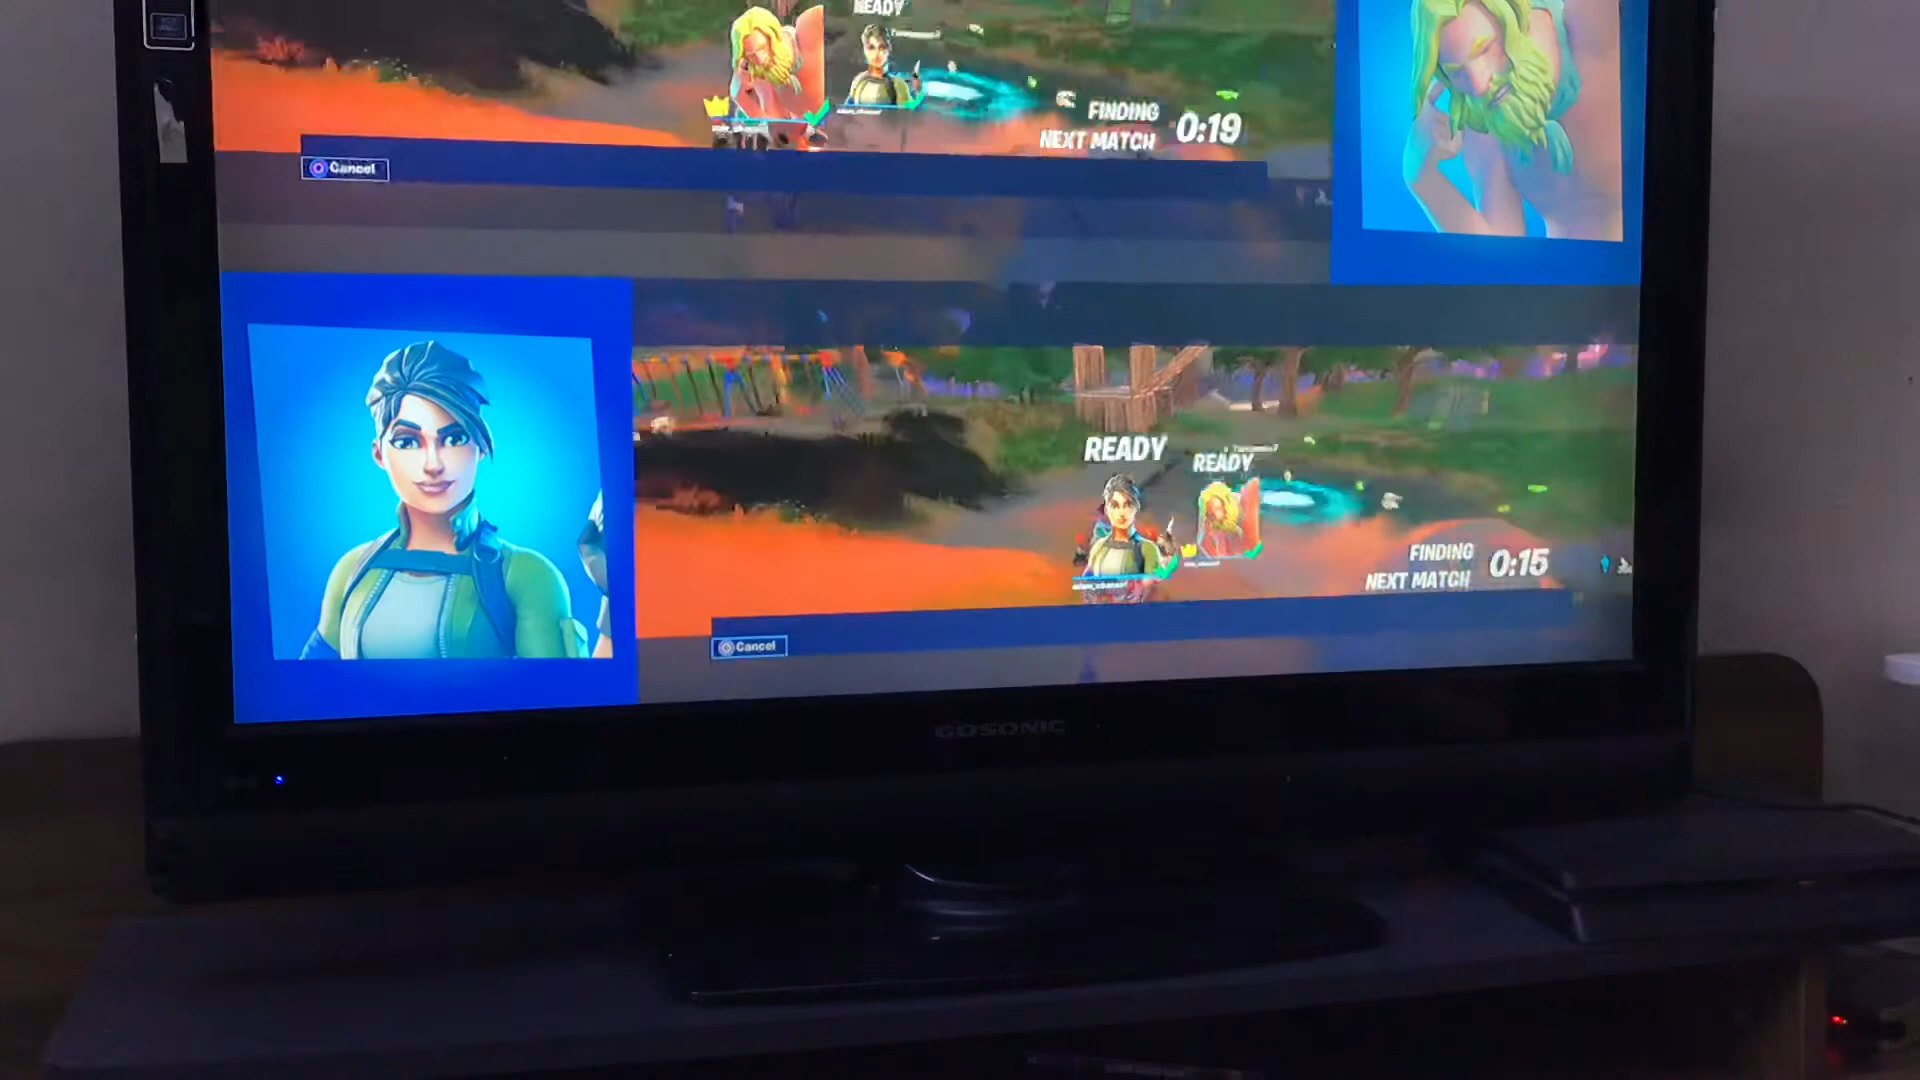 READY
FINDING
NEXT MATCH
0:19
Cancel
READY
READY
FINDING
NEXT MATCH
0:15
Cancel
GOSONIC